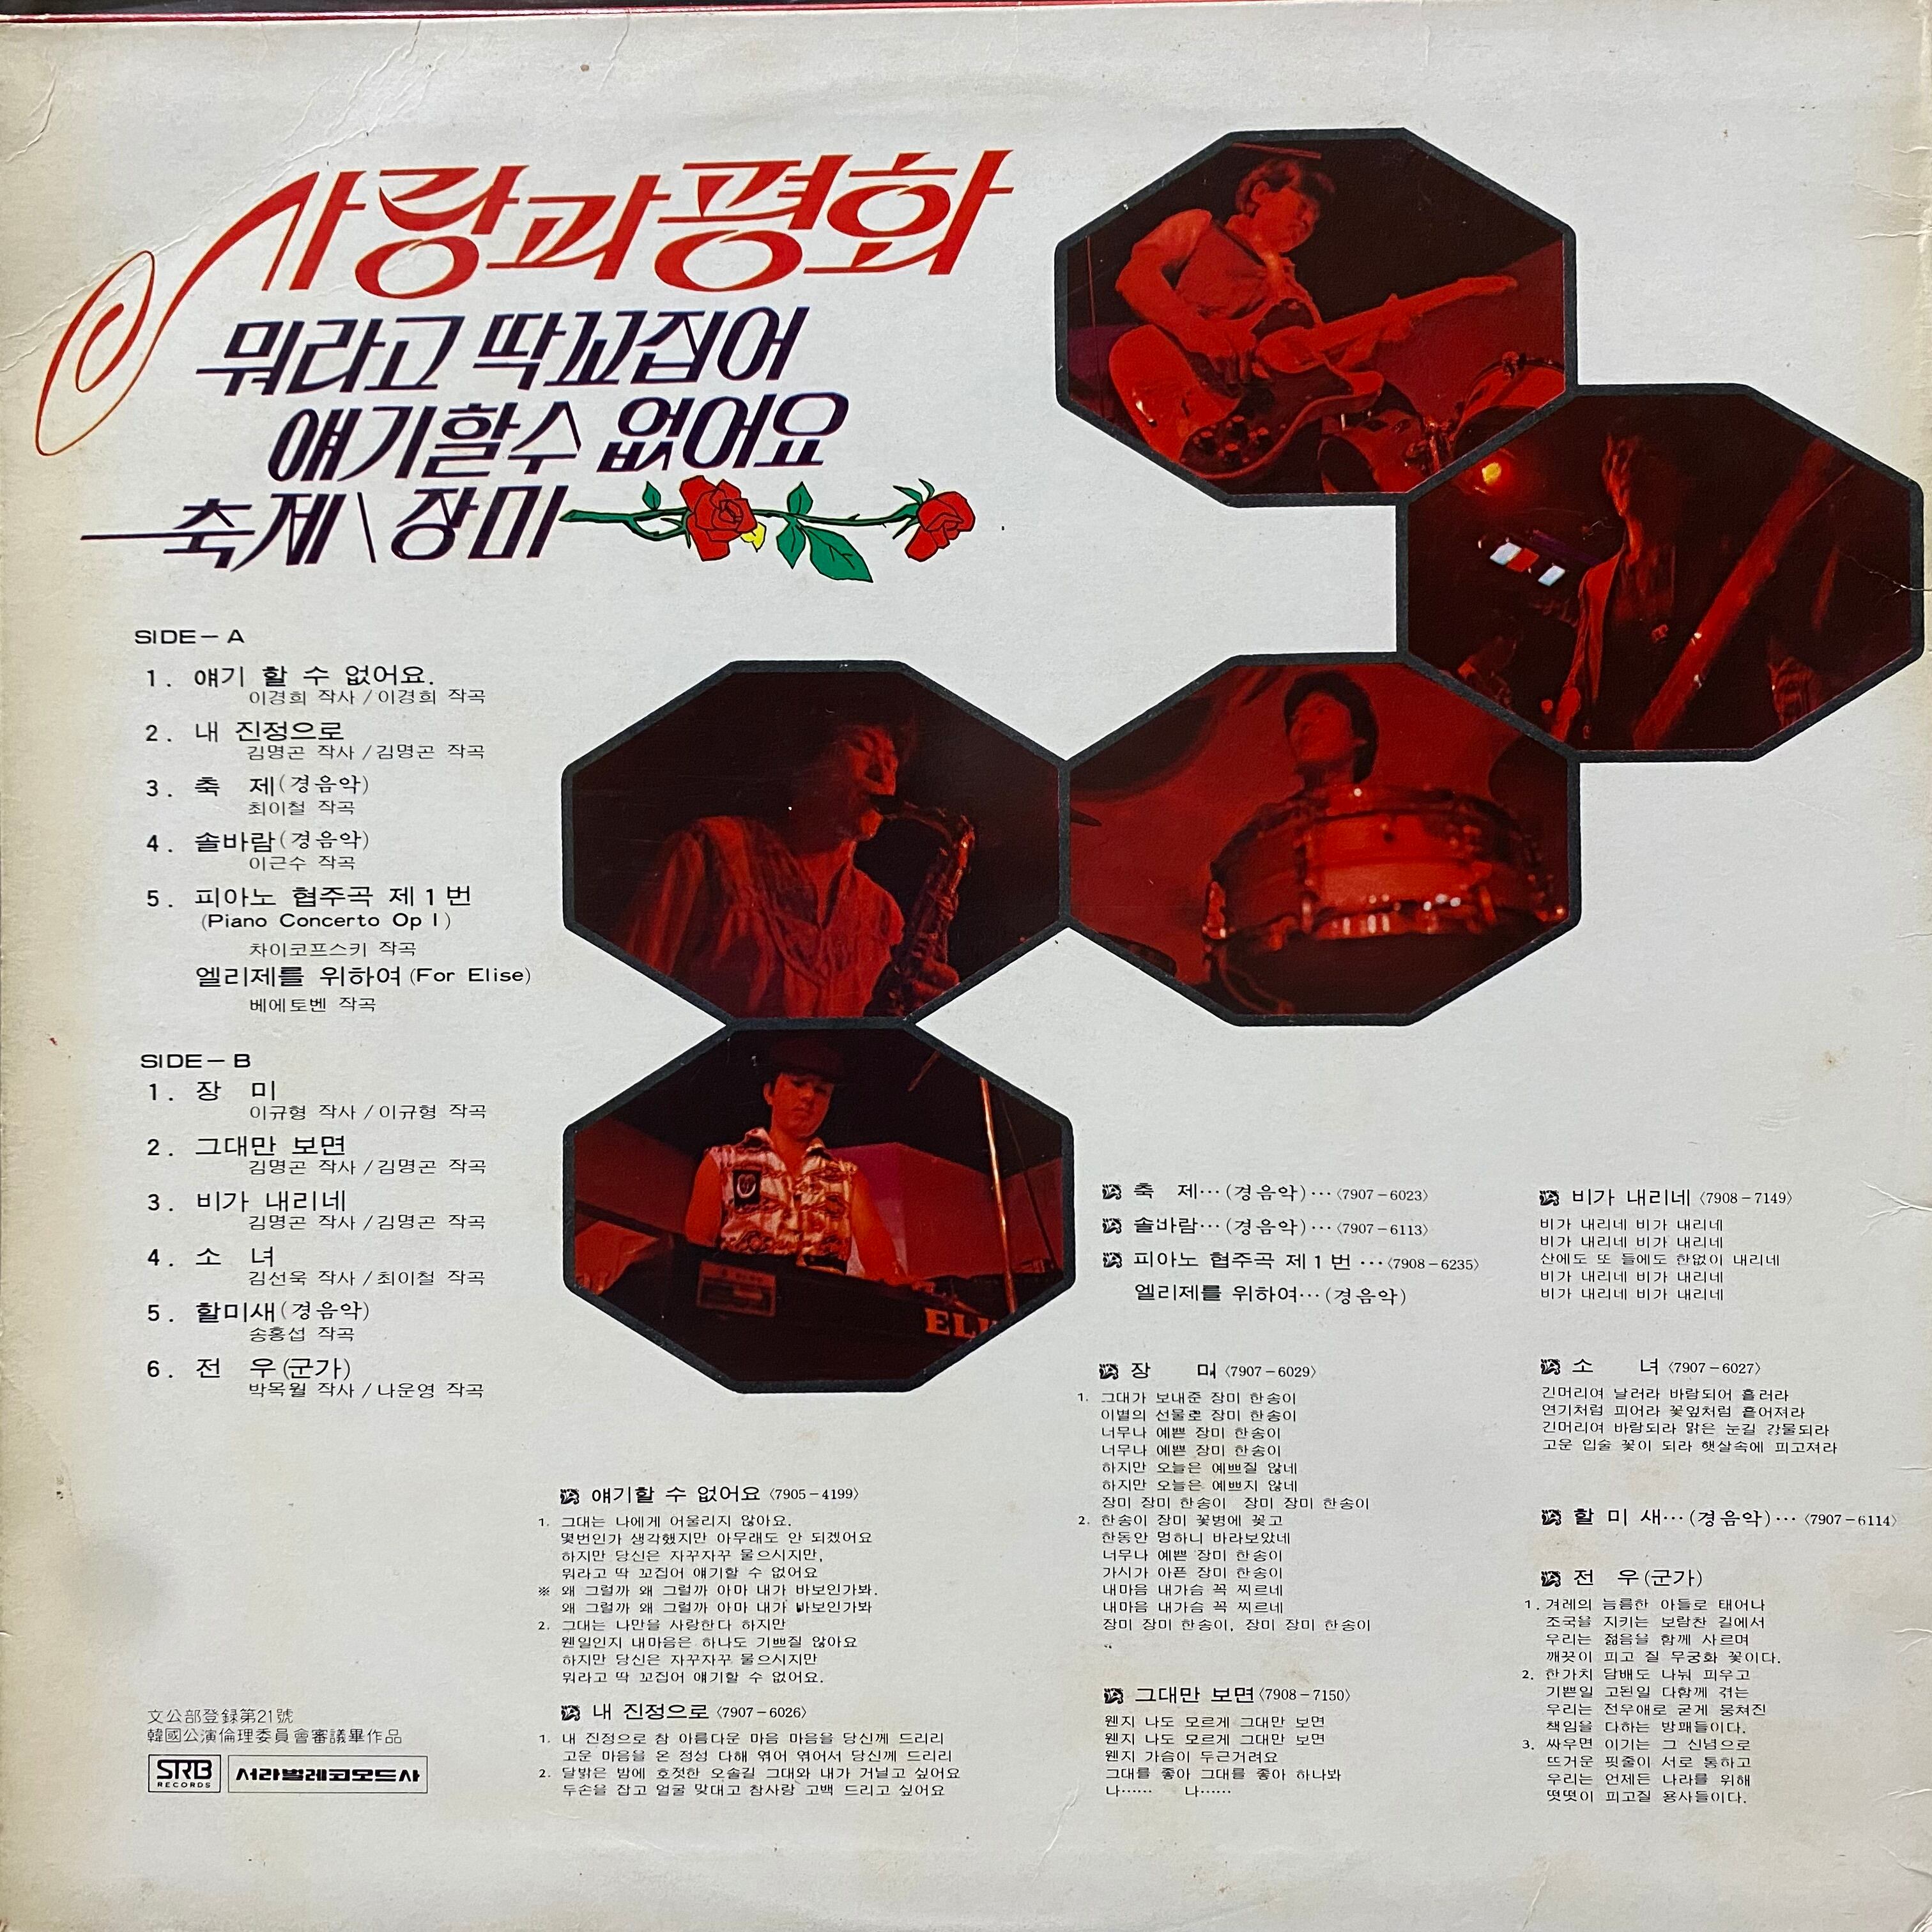 사랑과 평화
뭐라고 딱꼬집어
얘기할수 없어요
축제\장미
SIDE－A
1. 얘기 할 수 없어요.
이경희 작사 /이경희 작곡
2. 내 진정으로
김명곤 작사 /김명곤 작곡
3. 축 제(경음악)
최이철 작곡
4. 솔바람(경음악)
이근수 작곡
5. 피아노 협주곡 제1번
(Piano Concerto Op I)
차이코프스키 작곡
엘리제를 위하여(For Elise)
베에토벤 작곡
SIDE－B
1. 장 미
이규형 작사 /이규형 작곡
2. 그대만 보면
김명곤 작사 /김명곤 작곡
3. 비가 내리네
김명곤 작사 /김명곤 작곡
4. 소 녀
김선욱 작사 /최이철 작곡
5. 할미새(경음악)
송홍섭 작곡
6. 전 우(군가)
박목월 작사 /나운영 작곡
文公部登録第21號
韓國公演倫理委員會審議畢作品
SRB RECORDS 서라벌레코오드사
얘기할 수 없어요〈7905－4199〉
1. 그대는 나에게 어울리지 않아요.
몇번인가 생각했지만 아무래도 안 되겠어요
하지만 당신은 자꾸자꾸 물으시지만,
뭐라고 딱 꼬집어 얘기할 수 없어요
※ 왜 그럴까 왜 그럴까 아마 내가 바보인가봐.
왜 그럴까 왜 그럴까 아마 내가 바보인가봐
2. 그대는 나만을 사랑한다 하지만
웬일인지 내마음은 하나도 기쁘질 않아요
하지만 당신은 자꾸자꾸 물으시지만
뭐라고 딱 꼬집어 얘기할 수 없어요.
내 진정으로〈7907－6026〉
1. 내 진정으로 참 아름다운 마음 마음을 당신께 드리리
고운 마음을 온 정성 다해 엮어 엮어서 당신께 드리리
2. 달밝은 밤에 호젓한 오솔길 그대와 내가 거닐고 싶어요
두손을 잡고 얼굴 맞대고 참사랑 고백 드리고 싶어요
ELK
축 제…(경음악)…〈7907－6023〉
솔바람…(경음악)…〈7907－6113〉
피아노 협주곡 제1번 …〈7908－6235〉
엘리제를 위하여…(경음악)
장 미〈7907－6029〉
1. 그대가 보내준 장미 한송이
이별의 선물로 장미 한송이
너무나 예쁜 장미 한송이
너무나 예쁜 장미 한송이
하지만 오늘은 예쁘질 않네
하지만 오늘은 예쁘지 않네
장미 장미 한송이 장미 장미 한송이
2. 한송이 장미 꽃병에 꽂고
한동안 멍하니 바라보았네
너무나 예쁜 장미 한송이
가시가 아픈 장미 한송이
내마음 내가슴 꼭 찌르네
내마음 내가슴 꼭 찌르네
장미 장미 한송이, 장미 장미 한송이
그대만 보면〈7908－7150〉
웬지 나도 모르게 그대만 보면
웬지 나도 모르게 그대만 보면
웬지 가슴이 두근거려요
그대를 좋아 그대를 좋아 하나봐
나…… 나……
비가 내리네〈7908－7149〉
비가 내리네 비가 내리네
비가 내리네 비가 내리네
산에도 또 들에도 한없이 내리네
비가 내리네 비가 내리네
비가 내리네 비가 내리네
소 녀〈7907－6027〉
긴머리여 날러라 바람되어 흘러라
연기처럼 피어라 꽃잎처럼 흩어져라
긴머리여 바람되라 맑은 눈길 강물되라
고운 입술 꽃이 되라 햇살속에 피고져라
할 미 새…(경음악)…〈7907－6114〉
전 우(군가)
1. 겨레의 늠름한 아들로 태어나
조국을 지키는 보람찬 길에서
우리는 젊음을 함께 사르며
깨끗이 피고 질 무궁화 꽃이다.
2. 한가치 담배도 나눠 피우고
기쁜일 고된일 다함께 겪는
우리는 전우애로 굳게 뭉쳐진
책임을 다하는 방패들이다.
3. 싸우면 이기는 그 신념으로
뜨거운 핏줄이 서로 통하고
우리는 언제든 나라를 위해
떳떳이 피고질 용사들이다.